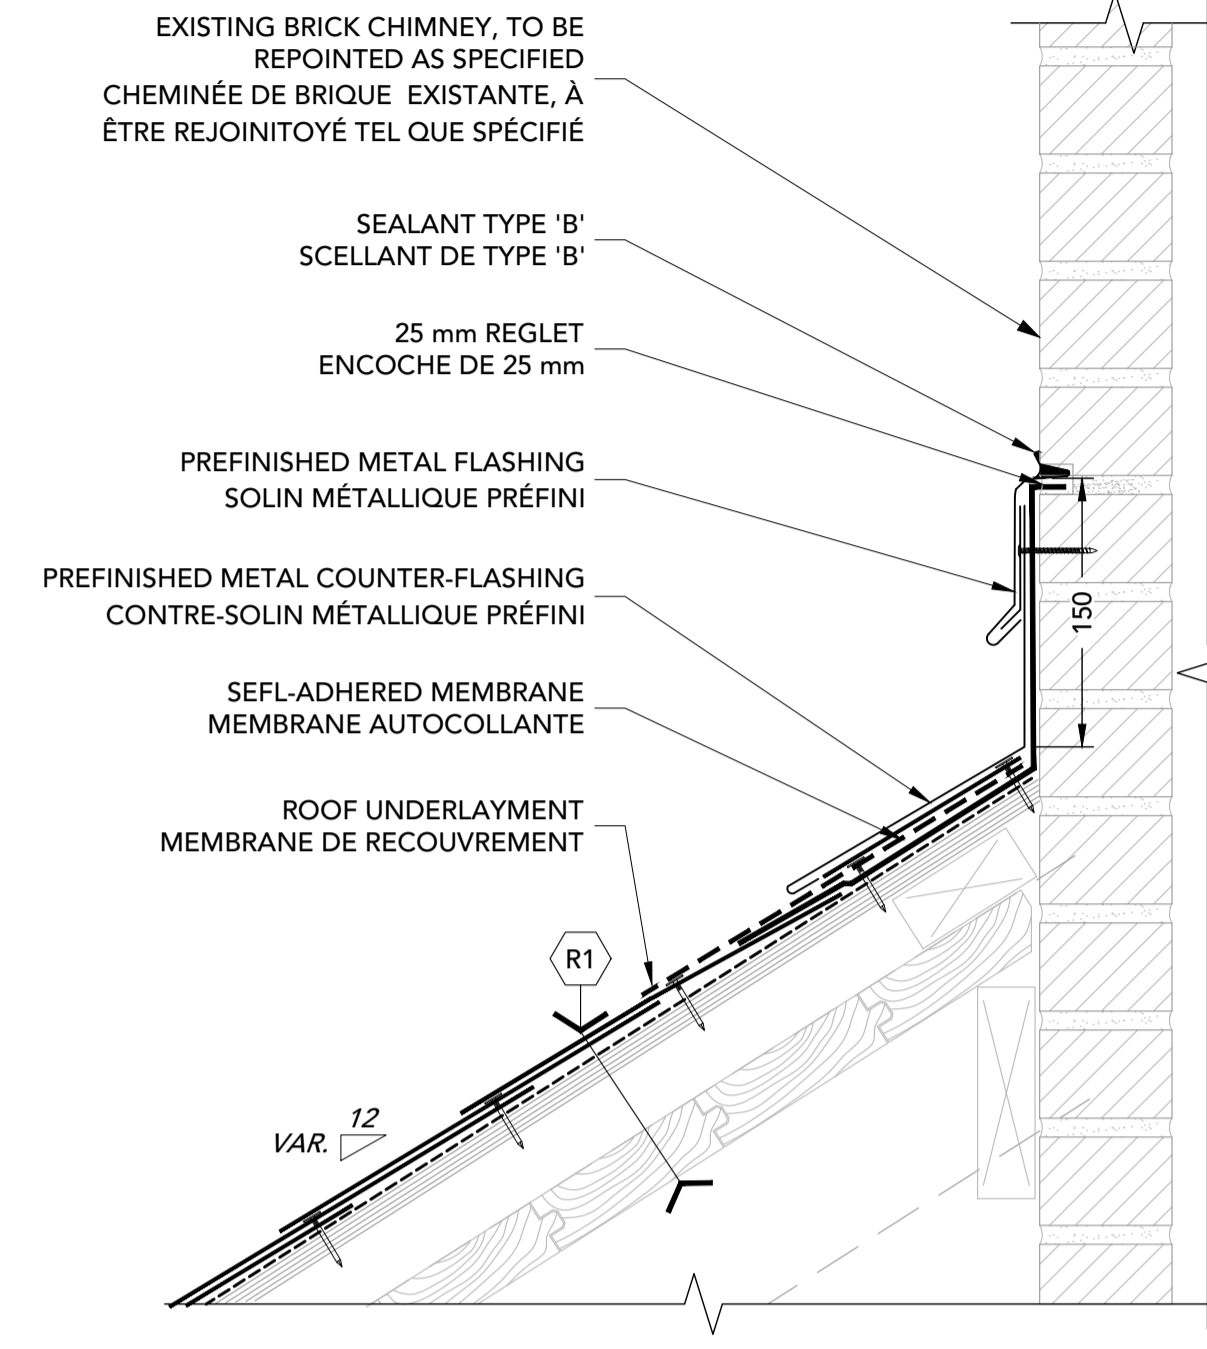 EXISTING BRICK CHIMNEY, TO BE
REPOINTED AS SPECIFIED
CHEMINÉE DE BRIQUE EXISTANTE, À
ÊTRE REJOINITOYÉ TEL QUE SPÉCIFIÉ
SEALANT TYPE 'B'
SCELLANT DE TYPE 'B'
25 mm REGLET
ENCOCHE DE 25 mm
PREFINISHED METAL FLASHING
SOLIN MÉTALLIQUE PRÉFINI
PREFINISHED METAL COUNTER-FLASHING
CONTRE-SOLIN MÉTALLIQUE PRÉFINI
150
SEFL-ADHERED MEMBRANE
MEMBRANE AUTOCOLLANTE
ROOF UNDERLAYMENT
MEMBRANE DE RECOUVREMENT
R1
12
VAR.